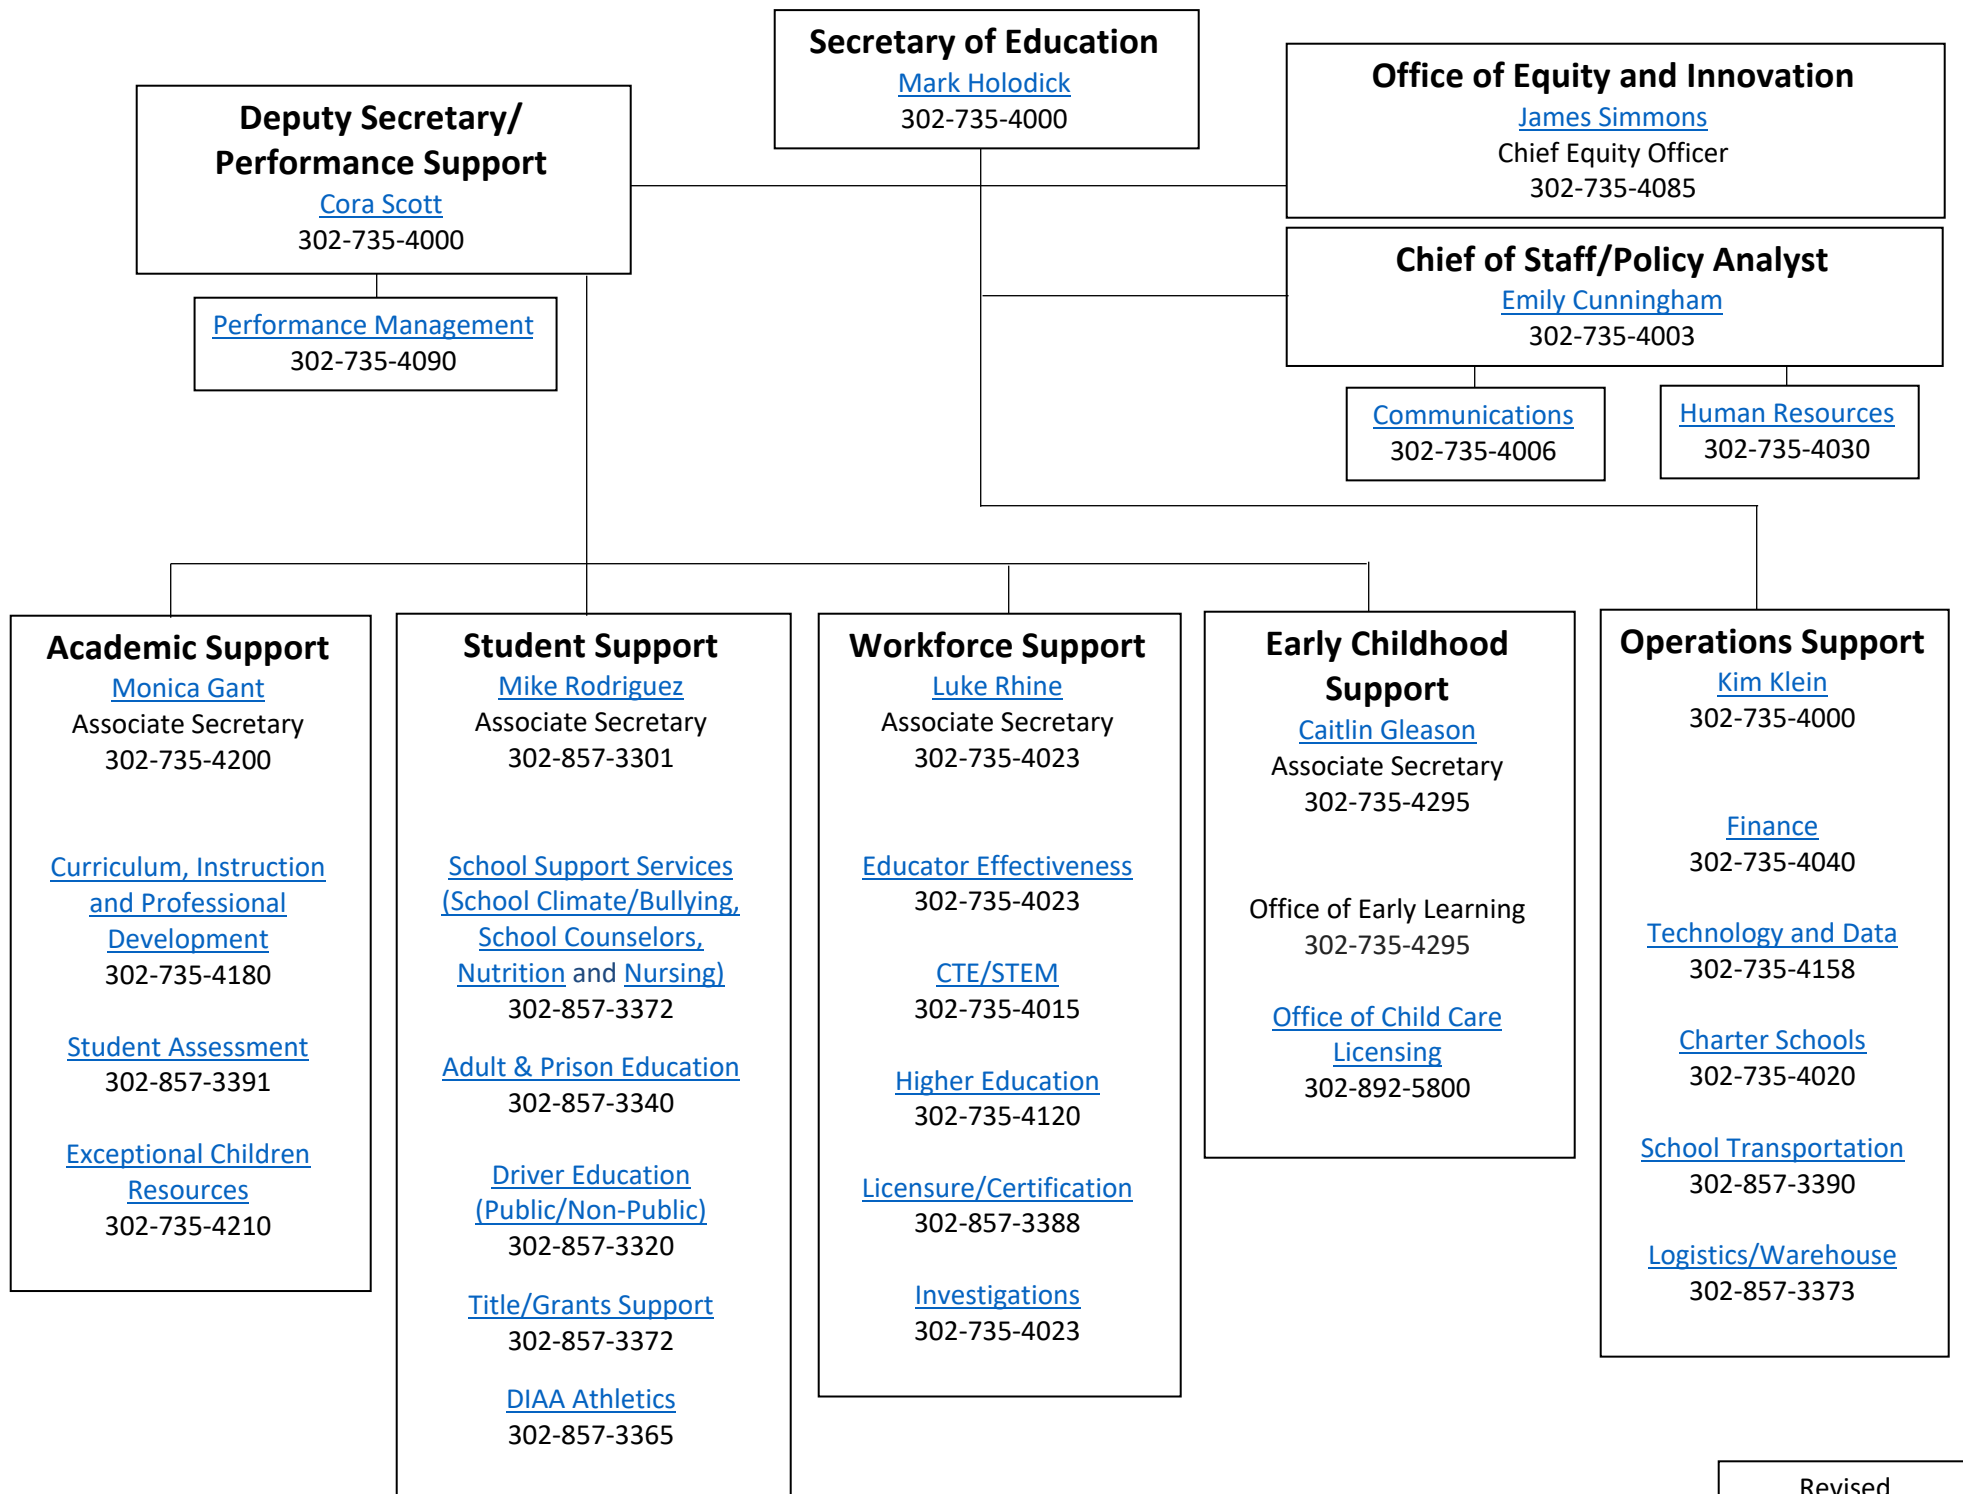 Secretary of Education
Mark Holodick
302-735-4000
Deputy Secretary/
Performance Support
Cora Scott
302-735-4000
Office of Equity and Innovation
James Simmons
Chief Equity Officer
302-735-4085
Chief of Staff/Policy Analyst
Emily Cunningham
302-735-4003
Performance Management
302-735-4090
Communications
302-735-4006
Human Resources
302-735-4030
Academic Support
Monica Gant
Associate Secretary
302-735-4200
Curriculum, Instruction
and Professional
Development
302-735-4180
Student Assessment
302-857-3391
Exceptional Children
Resources
302-735-4210
Student Support
Mike Rodriguez
Associate Secretary
302-857-3301
School Support Services
(School Climate/Bullying,
School Counselors,
Nutrition and Nursing)
302-857-3372
Adult & Prison Education
302-857-3340
Driver Education
(Public/Non-Public)
302-857-3320
Title/Grants Support
302-857-3372
DIAA Athletics
302-857-3365
Workforce Support
Luke Rhine
Associate Secretary
302-735-4023
Educator Effectiveness
302-735-4023
CTE/STEM
302-735-4015
Higher Education
302-735-4120
Licensure/Certification
302-857-3388
Investigations
302-735-4023
Early Childhood
Support
Caitlin Gleason
Associate Secretary
302-735-4295
Office of Early Learning
302-735-4295
Office of Child Care
Licensing
302-892-5800
Operations Support
Kim Klein
302-735-4000
Finance
302-735-4040
Technology and Data
302-735-4158
Charter Schools
302-735-4020
School Transportation
302-857-3390
Logistics/Warehouse
302-857-3373
Revised